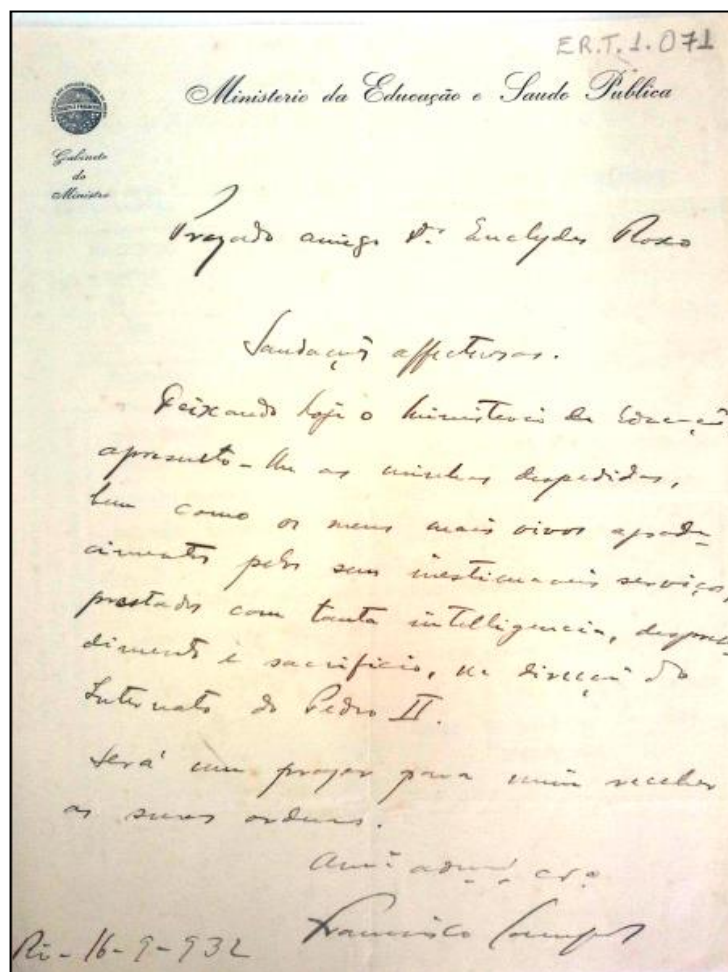 ER.T.1.071
Ministerio da Educação e Saude Publica
Gabinete
do
Ministro
Prezado amigo Dr. Euclydes Roxo
Saudações affectuosas.
Deixando hoje o Ministerio da Educação
apresento-lhe as minhas despedidas,
bem como os meus mais vivos agrade-
cimentos pelos seus inestimaveis serviços,
prestados com tanta intelligencia, despren-
dimento e sacrificio, na direcção do
Internato do Pedro II.
Será um prazer para mim receber
as suas ordens.
Amº admº crº
Francisco Campos
Rio-16-9-932